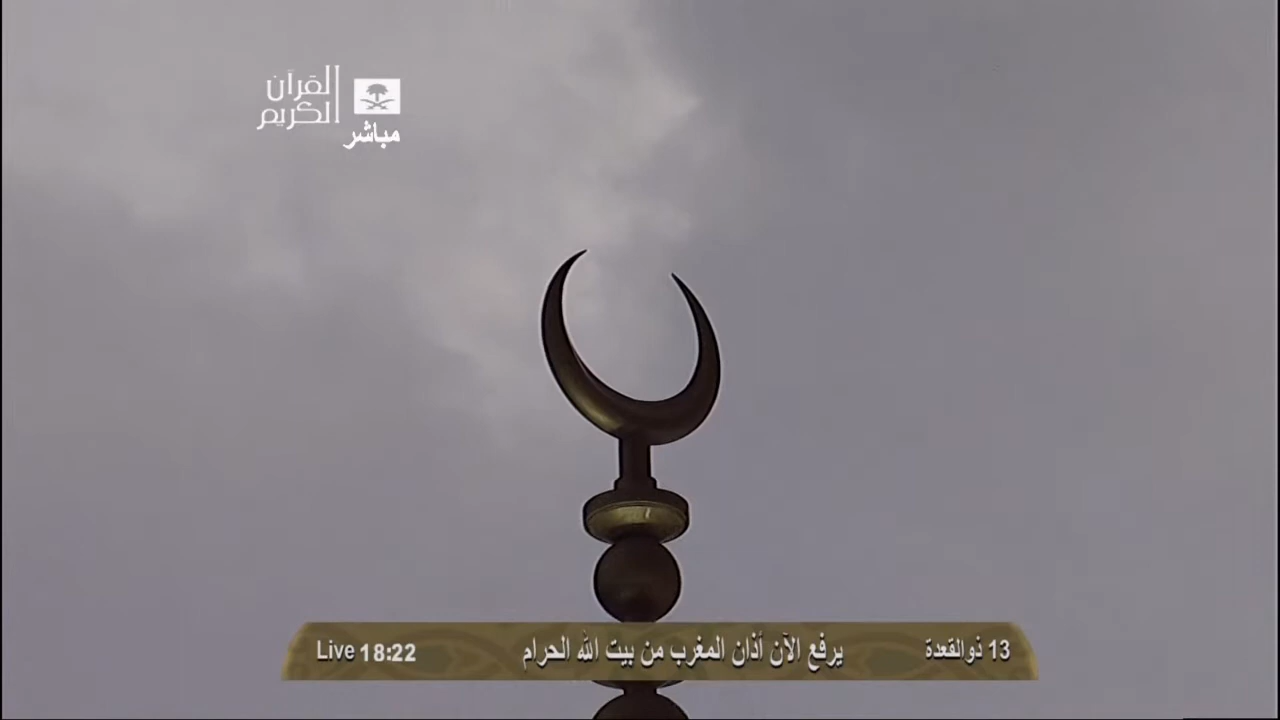 القرآن
الكريم
مباشر
13 ذوالقعدة
يرفع الآن أذان المغرب من بيت الله الحرام
Live 18:22